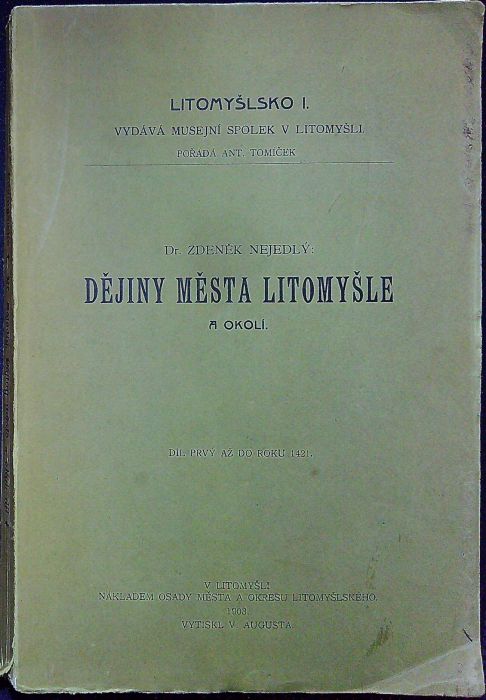 LITOMYŠLSKO I.
VYDÁVÁ MUSEJNÍ SPOLEK V LITOMYŠLI.
POŘÁDÁ ANT. TOMÍČEK
Dr. ZDENĚK NEJEDLÝ:
DĚJINY MĚSTA LITOMYŠLE
A OKOLÍ.
DÍL PRVÝ AŽ DO ROKU 1421.
V LITOMYŠLI
NÁKLADEM OSADY MĚSTA A OKRESU LITOMYŠLSKÉHO.
1903.
VYTISKL V. AUGUSTA.